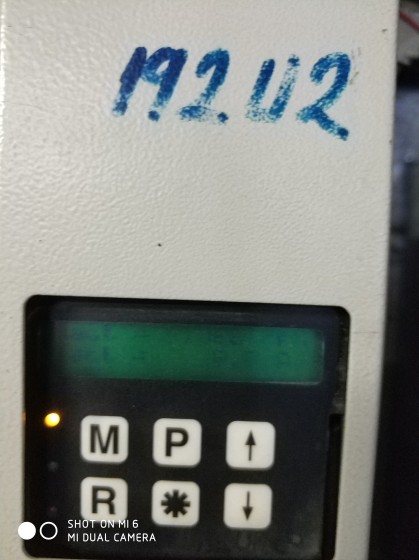 192.U2
M P ↑
R ✱ ↓
SHOT ON MI 6
MI DUAL CAMERA